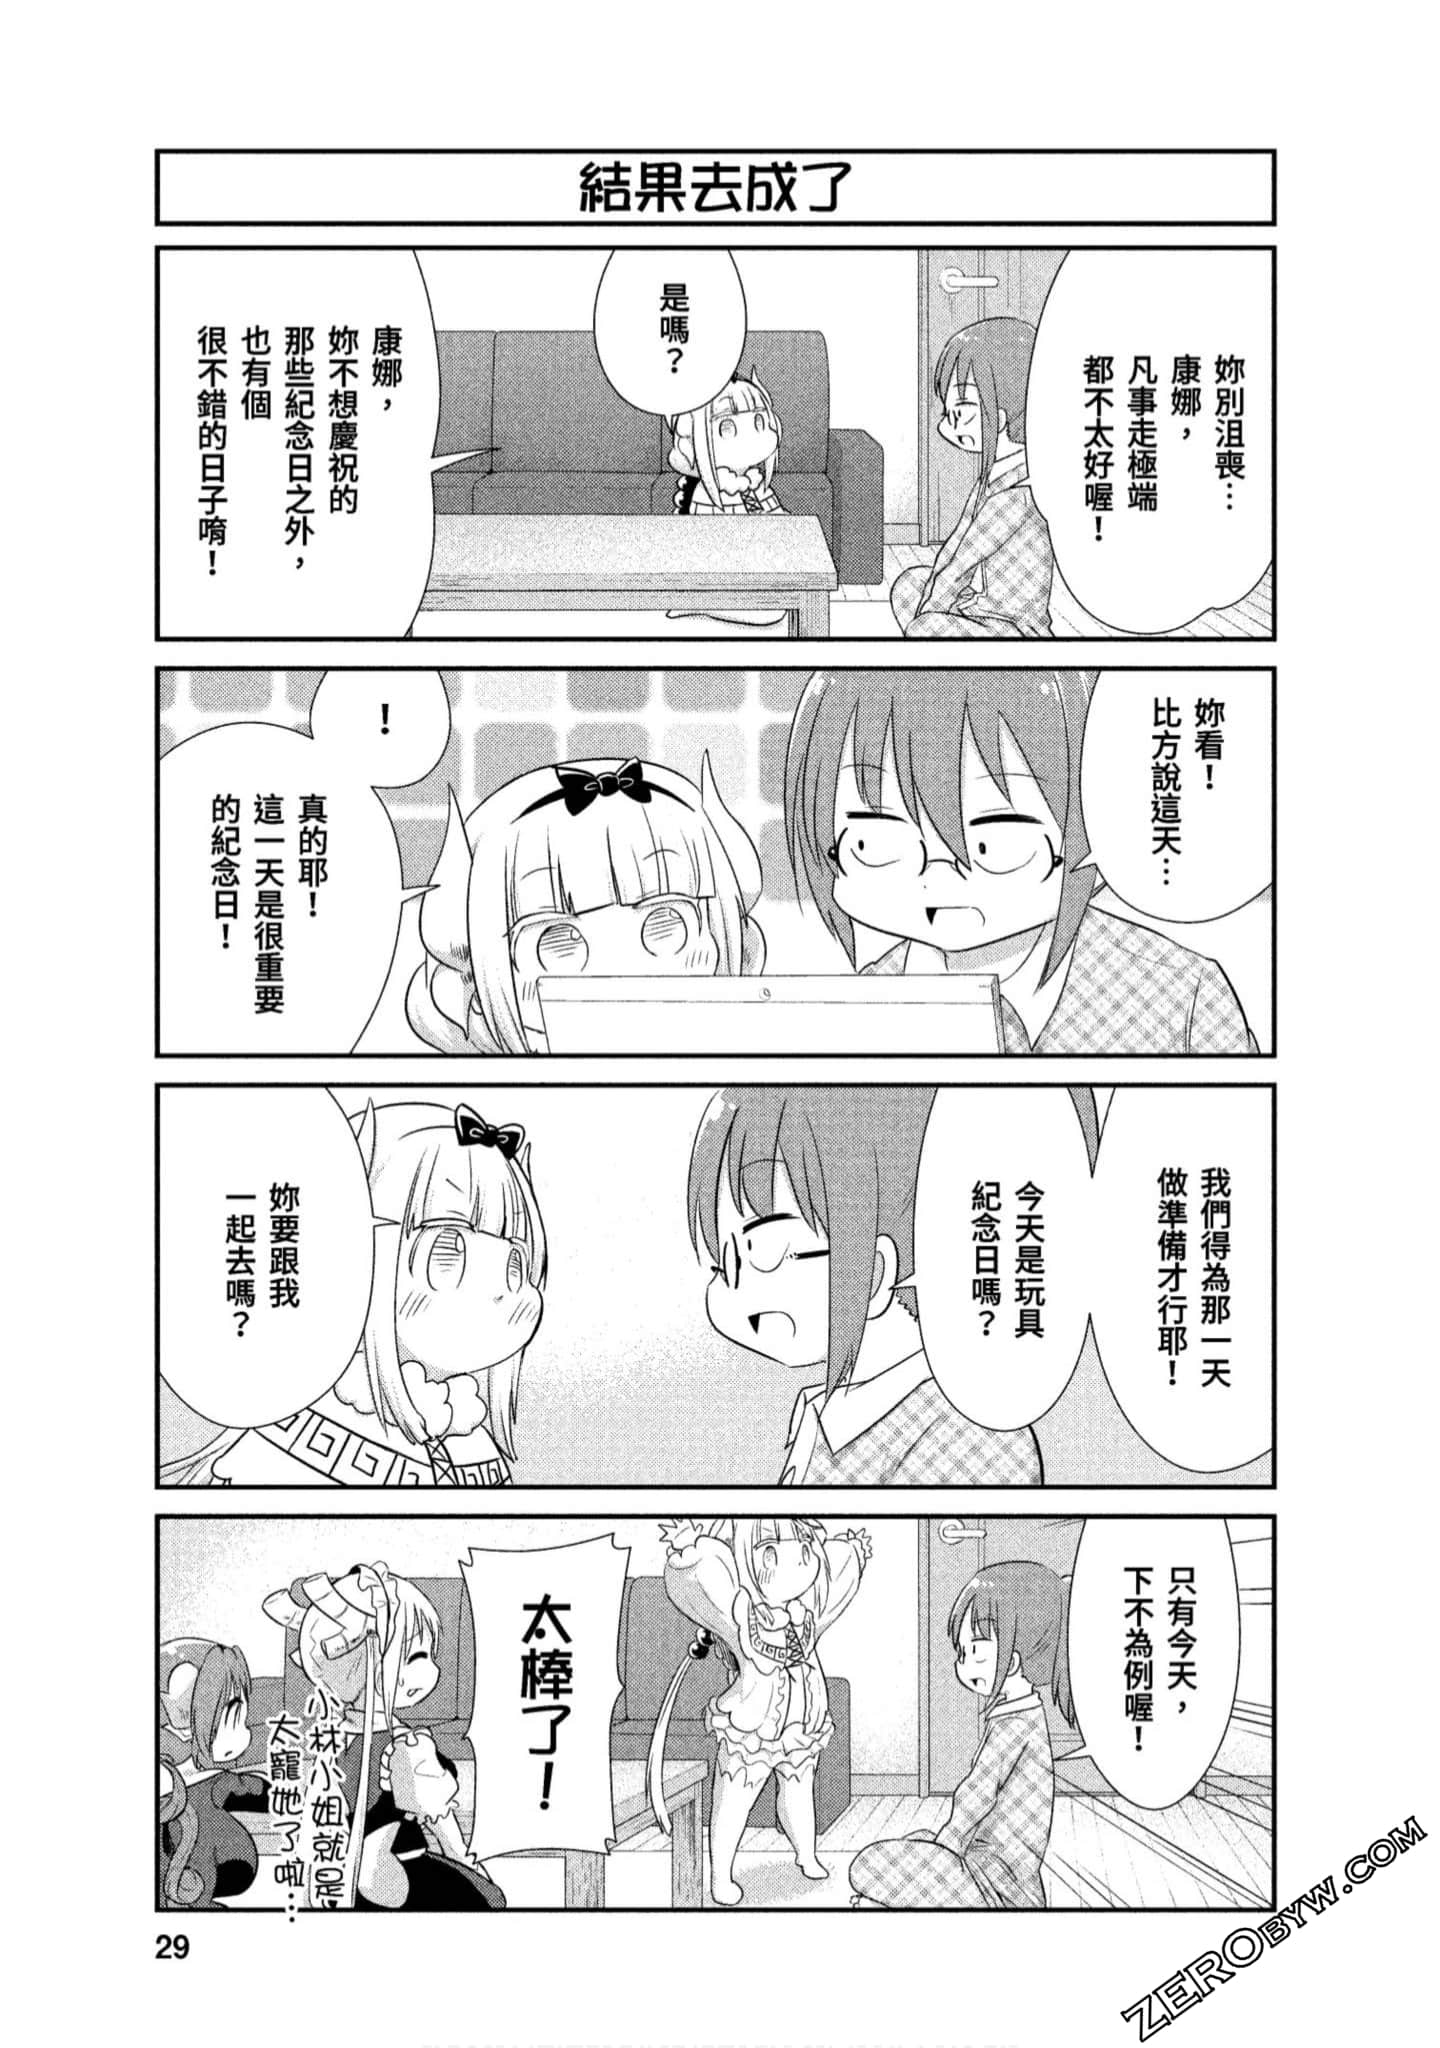 結果去成了
妳別沮喪…
康娜，
凡事走極端
都不太好喔！
是嗎？
康娜，
妳不想慶祝的
那些紀念日之外，
也有個
很不錯的日子唷！
妳看！
比方說這天…
！
真的耶！
這一天是很重要
的紀念日！
我們得為那一天
做準備才行耶！
今天是玩具
紀念日嗎？
妳要跟我
一起去嗎？
只有今天，
下不為例喔！
太棒了！
小林小姐就是
太寵她了啦…
29
ZEROBYW.COM